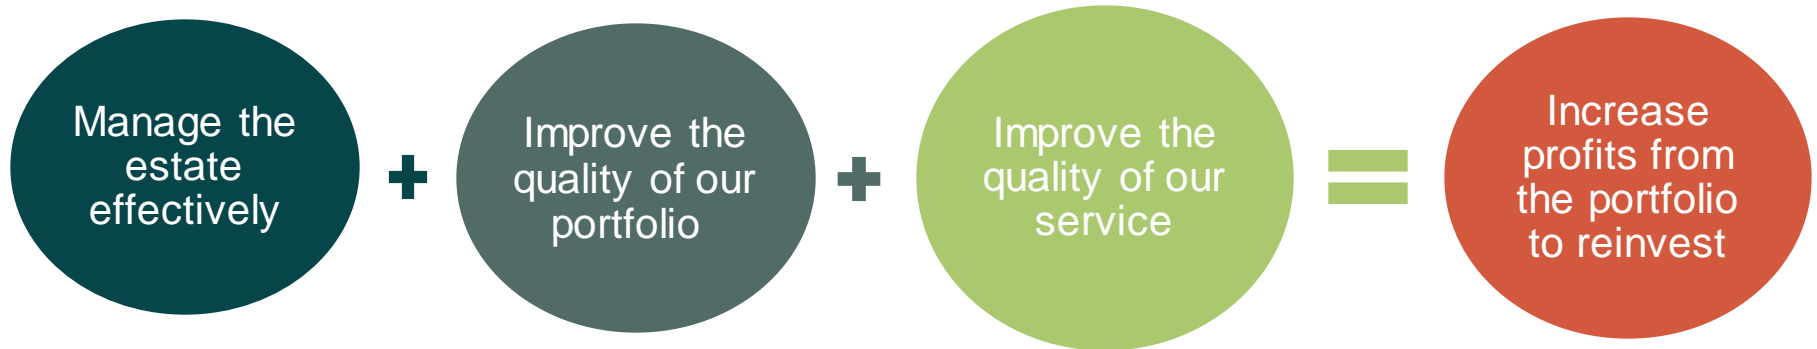 Manage the
estate
effectively
+
Improve the
quality of our
portfolio
+
Improve the
quality of our
service
=
Increase
profits from
the portfolio
to reinvest